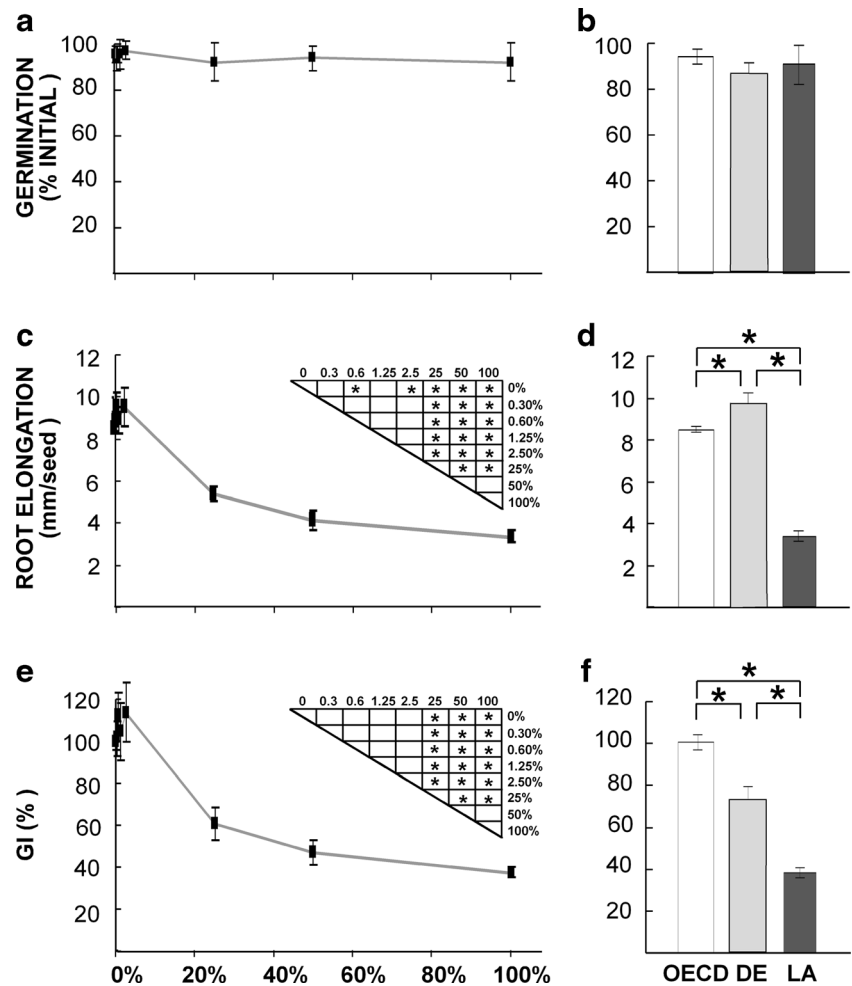 a
GERMINATION
(% INITIAL )
100
80
60
40
20
b
100
80
60
40
20
c
ROOT ELONGATION
(mm/seed)
12
10
8
6
4
2
0 0.3 0.6 1.25 2.5 25 50 100
* * * * * 0%
* * * 0.30%
* * * 0.60%
* * * 1.25%
* * * 2.50%
* * 25%
50%
100%
d
*
* *
12
10
8
6
4
2
e
GI (%)
120
100
80
60
40
20
0 0.3 0.6 1.25 2.5 25 50 100
* * * 0%
* * * 0.30%
* * * 0.60%
* * * 1.25%
* * * 2.50%
* * 25%
50%
100%
0% 20% 40% 60% 80% 100%
f
*
* *
120
100
80
60
40
20
OECD DE LA